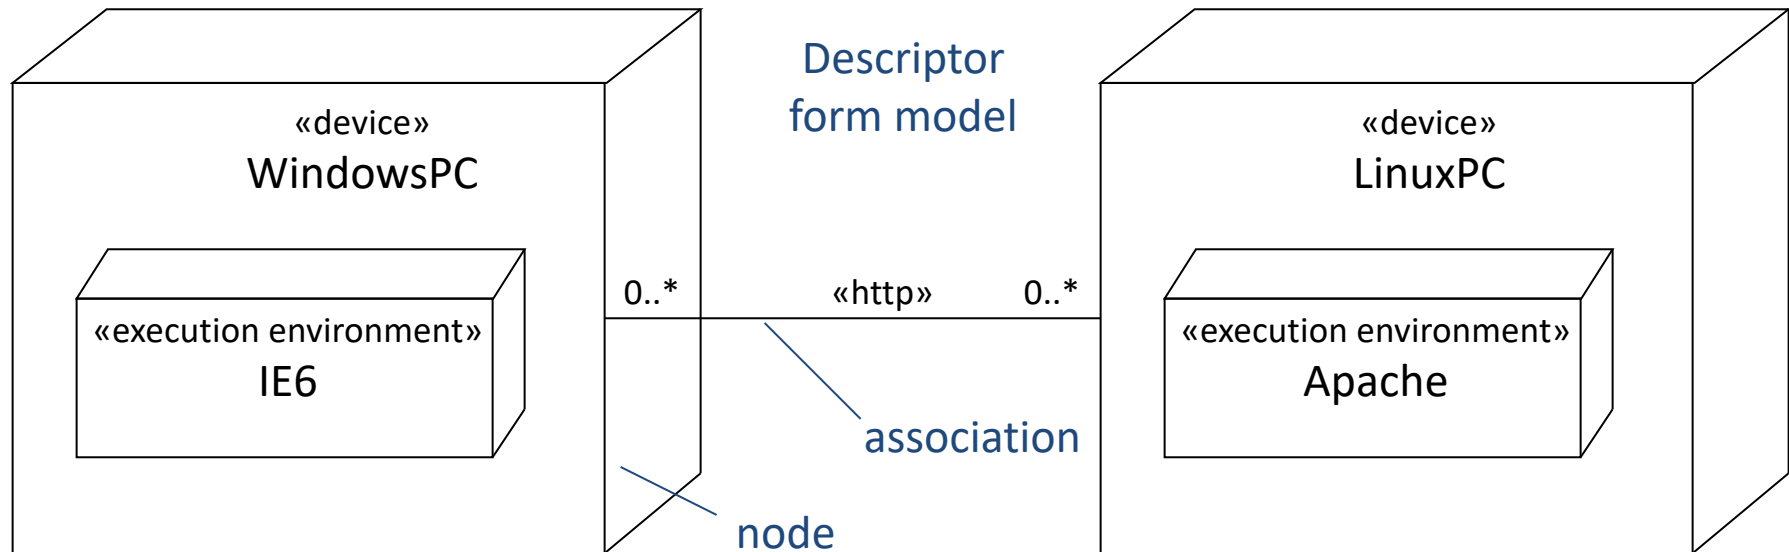 Descriptor
form model
«device»
WindowsPC
«execution environment»
IE6
0..*
«http»
0..*
«device»
LinuxPC
«execution environment»
Apache
association
node